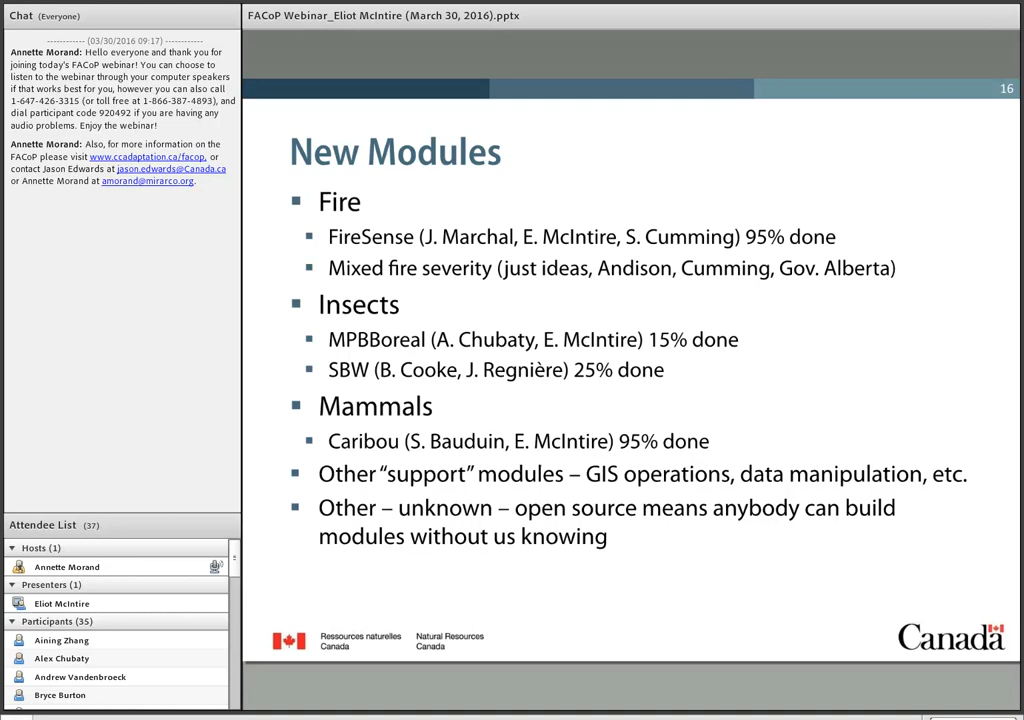 Chat (Everyone)
------------ (03/30/2016 09:17) ------------
Annette Morand: Hello everyone and thank you for
joining today's FACoP webinar! You can choose to
listen to the webinar through your computer speakers
if that works best for you, however you can also call
1-647-426-3315 (or toll free at 1-866-387-4893), and
dial participant code 920492 if you are having any
audio problems. Enjoy the webinar!
Annette Morand: Also, for more information on the
FACoP please visit www.ccadaptation.ca/facop, or
contact Jason Edwards at jason.edwards@Canada.ca
or Annette Morand at amorand@mirarco.org.
Attendee List (37)
Hosts (1)
Annette Morand
Presenters (1)
Eliot McIntire
Participants (35)
Aining Zhang
Alex Chubaty
Andrew Vandenbroeck
Bryce Burton
FACoP Webinar_Eliot McIntire (March 30, 2016).pptx
16
New Modules
Fire
FireSense (J. Marchal, E. McIntire, S. Cumming) 95% done
Mixed fire severity (just ideas, Andison, Cumming, Gov. Alberta)
Insects
MPBBoreal (A. Chubaty, E. McIntire) 15% done
SBW (B. Cooke, J. Regnière) 25% done
Mammals
Caribou (S. Bauduin, E. McIntire) 95% done
Other “support” modules – GIS operations, data manipulation, etc.
Other – unknown – open source means anybody can build
modules without us knowing
Ressources naturelles
Canada
Natural Resources
Canada
Canada